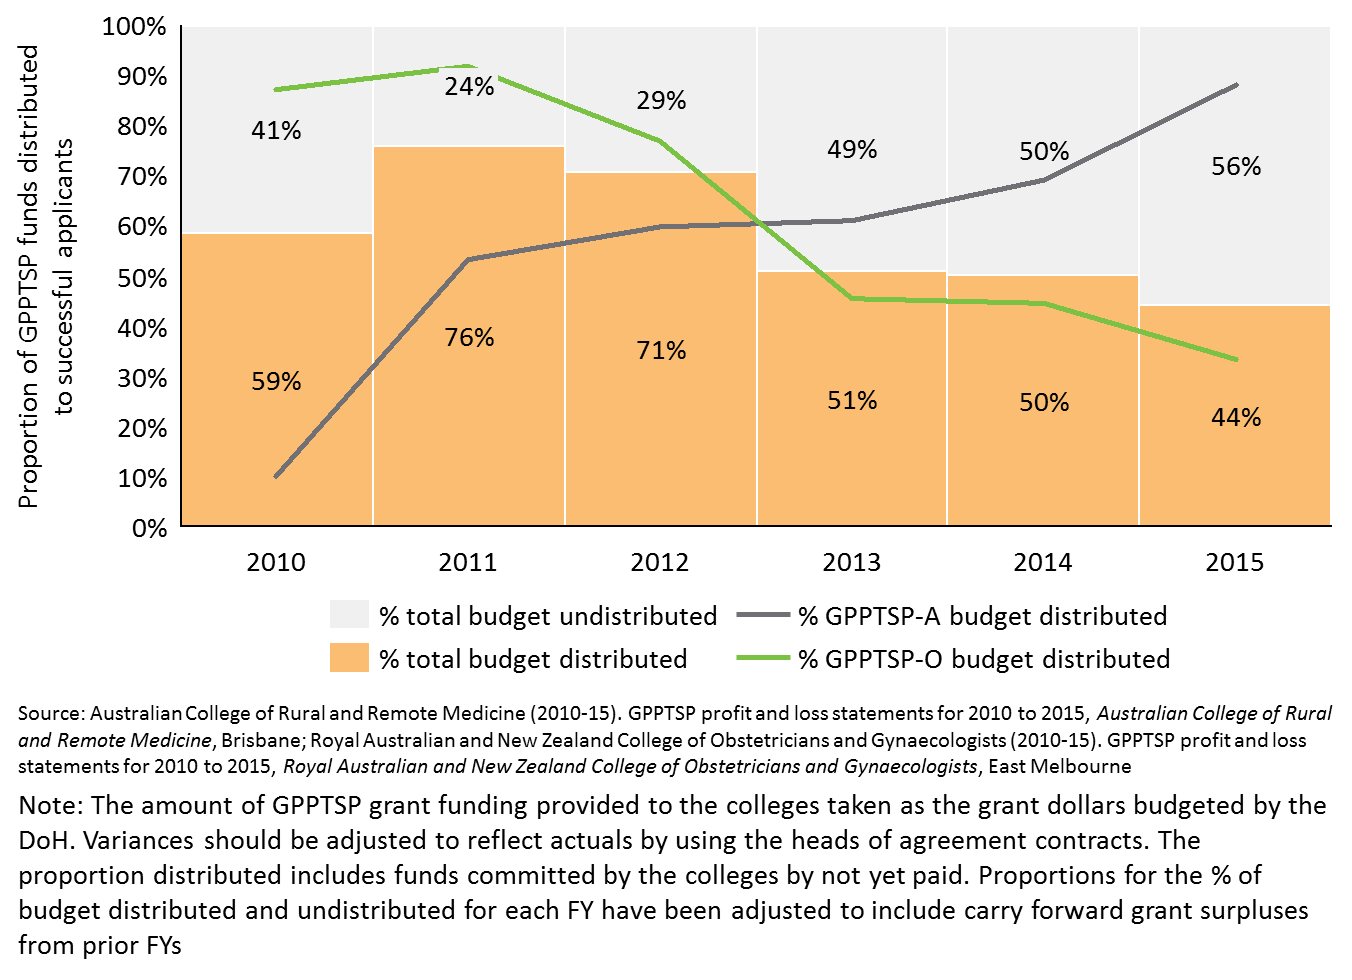 Proportion of GPPTSP funds distributed
to successful applicants
100%
90%
80%
70%
60%
50%
40%
30%
20%
10%
0%
41%
24%
29%
49%
50%
56%
59%
76%
71%
51%
50%
44%
2010
2011
2012
2013
2014
2015
% total budget undistributed
% GPPTSP-A budget distributed
% total budget distributed
% GPPTSP-O budget distributed
Source: Australian College of Rural and Remote Medicine (2010-15). GPPTSP profit and loss statements for 2010 to 2015, Australian College of Rural
and Remote Medicine, Brisbane; Royal Australian and New Zealand College of Obstetricians and Gynaecologists (2010-15). GPPTSP profit and loss
statements for 2010 to 2015, Royal Australian and New Zealand College of Obstetricians and Gynaecologists, East Melbourne
Note: The amount of GPPTSP grant funding provided to the colleges taken as the grant dollars budgeted by the
DoH. Variances should be adjusted to reflect actuals by using the heads of agreement contracts. The
proportion distributed includes funds committed by the colleges by not yet paid. Proportions for the % of
budget distributed and undistributed for each FY have been adjusted to include carry forward grant surpluses
from prior FYs